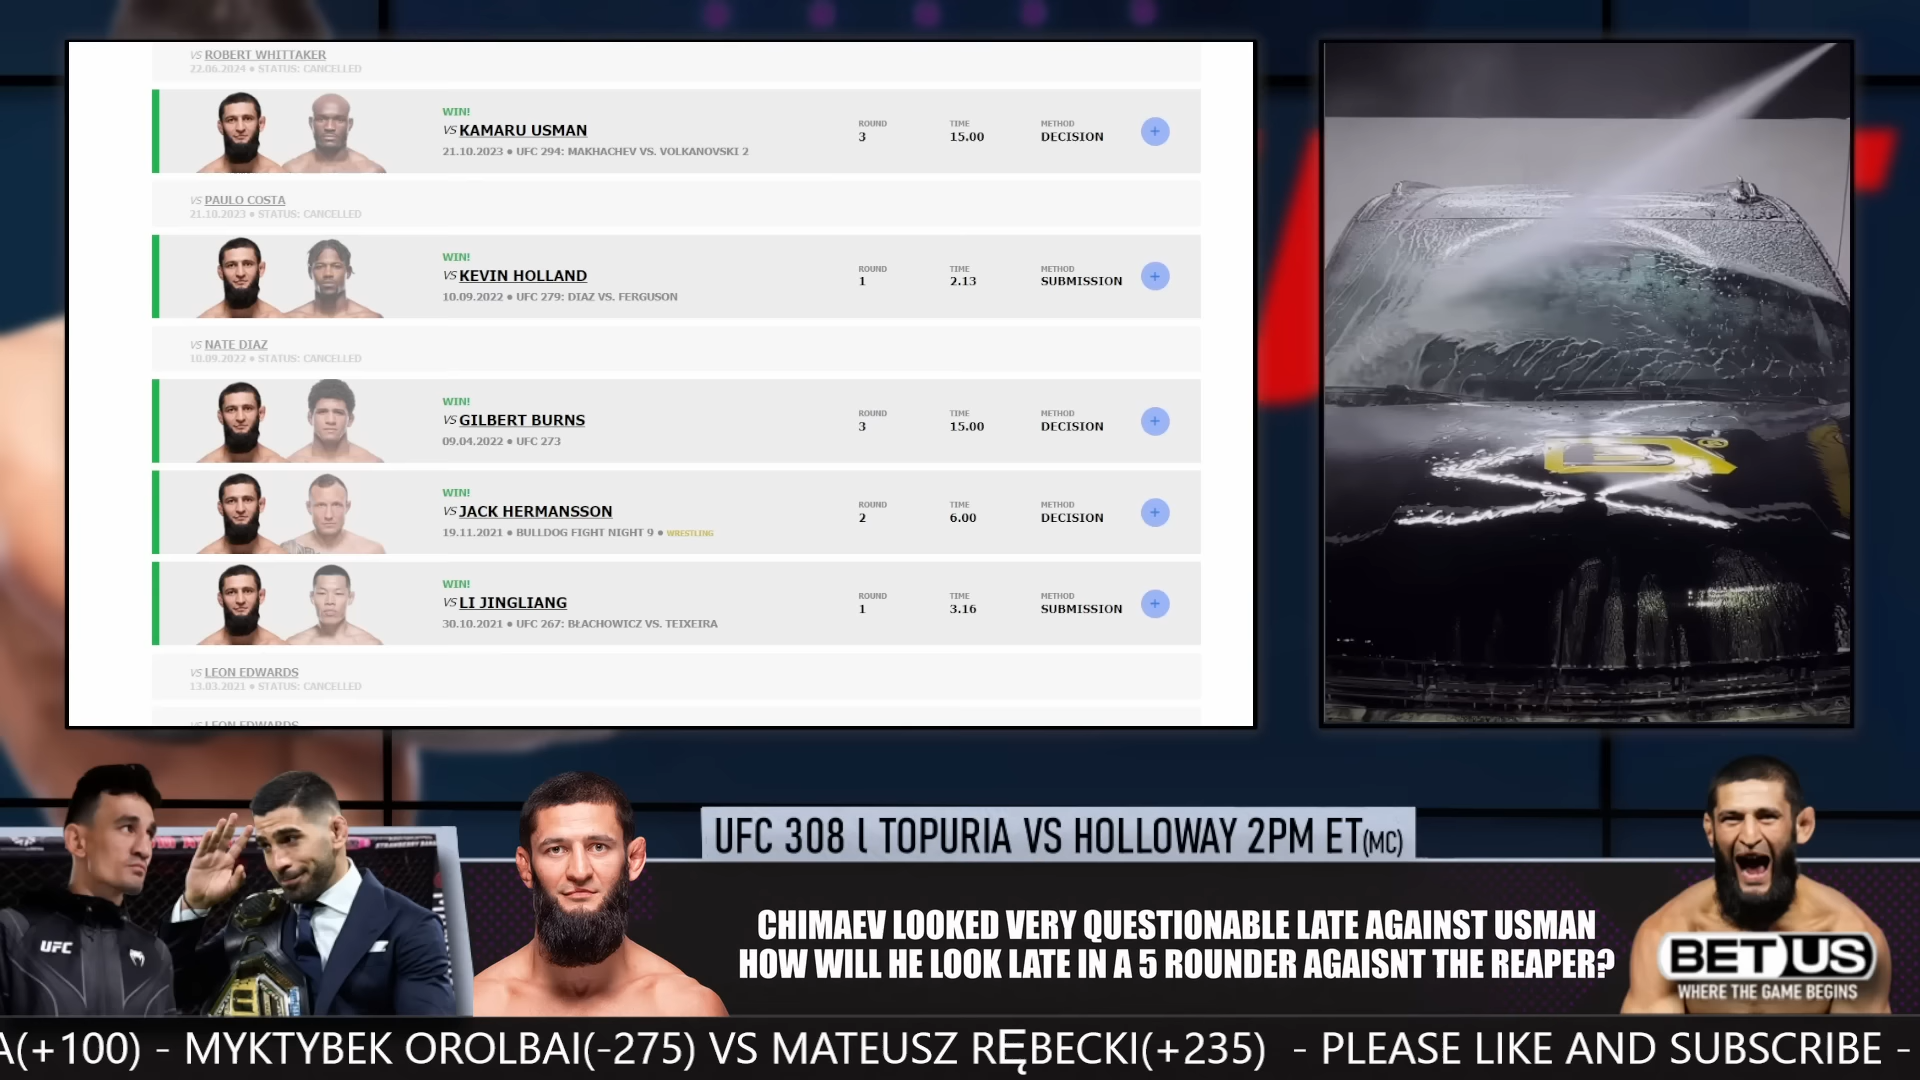 VS ROBERT WHITTAKER
22.06.2024 ● STATUS: CANCELLED
WIN!
VS KAMARU USMAN
21.10.2023 ● UFC 294: MAKHACHEV VS. VOLKANOVSKI 2
ROUND
3
TIME
15.00
METHOD
DECISION
+
VS PAULO COSTA
21.10.2023 ● STATUS: CANCELLED
WIN!
VS KEVIN HOLLAND
10.09.2022 ● UFC 279: DIAZ VS. FERGUSON
ROUND
1
TIME
2.13
METHOD
SUBMISSION
+
VS NATE DIAZ
10.09.2022 ● STATUS: CANCELLED
WIN!
VS GILBERT BURNS
09.04.2022 ● UFC 273
ROUND
3
TIME
15.00
METHOD
DECISION
+
WIN!
VS JACK HERMANSSON
19.11.2021 ● BULLDOG FIGHT NIGHT 9 ● WRESTLING
ROUND
2
TIME
6.00
METHOD
DECISION
+
WIN!
VS LI JINGLIANG
30.10.2021 ● UFC 267: BŁACHOWICZ VS. TEIXEIRA
ROUND
1
TIME
3.16
METHOD
SUBMISSION
+
VS LEON EDWARDS
13.03.2021 ● STATUS: CANCELLED
VS LEON EDWARDS
UFC
UFC 308 l TOPURIA VS HOLLOWAY 2PM ET(MC)
CHIMAEV LOOKED VERY QUESTIONABLE LATE AGAINST USMAN
HOW WILL HE LOOK LATE IN A 5 ROUNDER AGAISNT THE REAPER?
BETUS
WHERE THE GAME BEGINS
A(+100) - MYKTYBEK OROLBAI(-275) VS MATEUSZ RĘBECKI(+235) - PLEASE LIKE AND SUBSCRIBE -